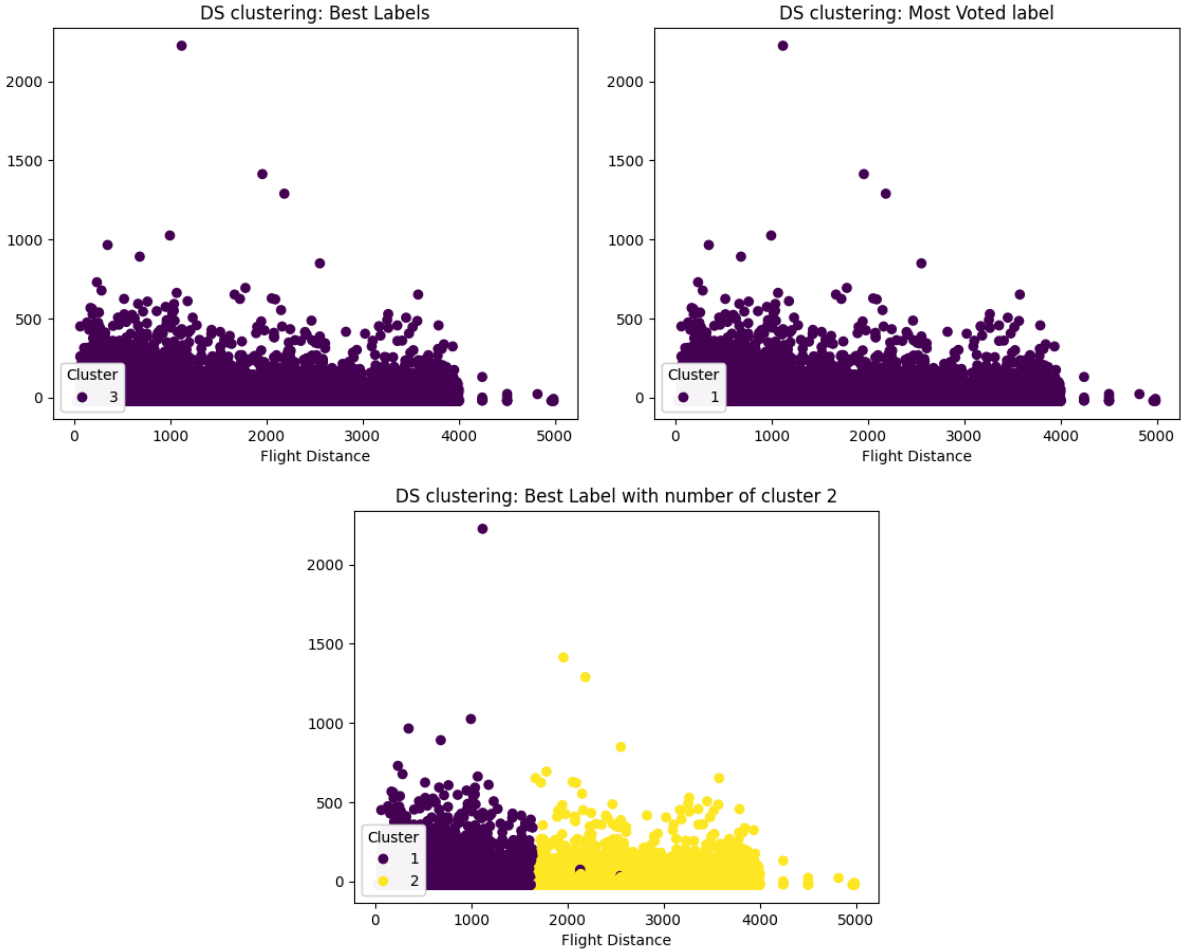 DS clustering: Best Labels
2000
1500
1000
500
0
Cluster
3
0 1000 2000 3000 4000 5000
Flight Distance
DS clustering: Most Voted label
2000
1500
1000
500
0
Cluster
1
0 1000 2000 3000 4000 5000
Flight Distance
DS clustering: Best Label with number of cluster 2
2000
1500
1000
500
0
Cluster
1
2
0 1000 2000 3000 4000 5000
Flight Distance